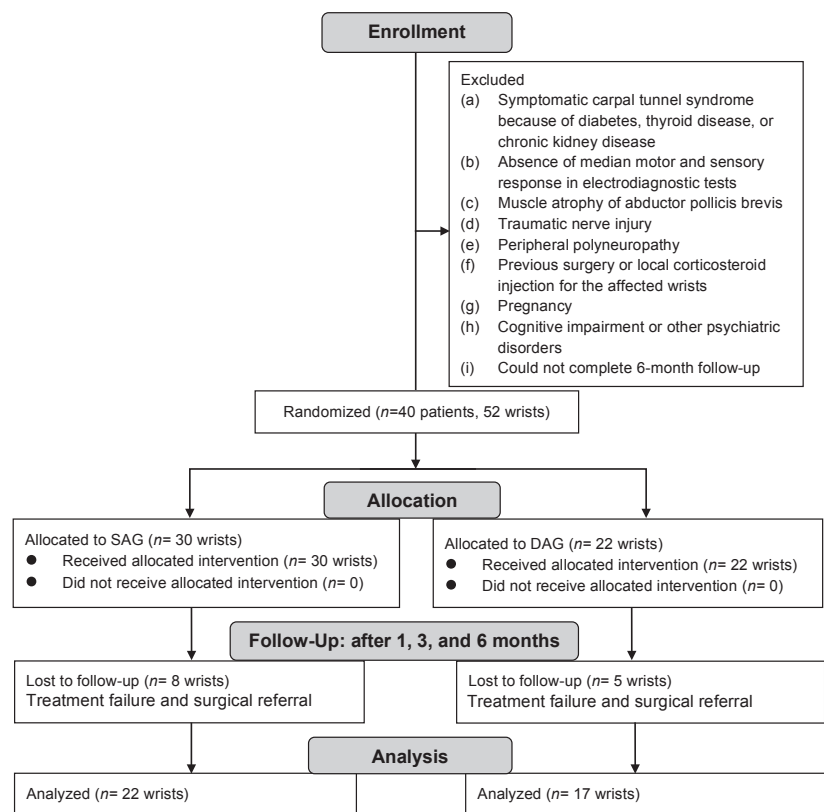 Enrollment
Excluded
(a) Symptomatic carpal tunnel syndrome
because of diabetes, thyroid disease, or
chronic kidney disease
(b) Absence of median motor and sensory
response in electrodiagnostic tests
(c) Muscle atrophy of abductor pollicis brevis
(d) Traumatic nerve injury
(e) Peripheral polyneuropathy
(f) Previous surgery or local corticosteroid
injection for the affected wrists
(g) Pregnancy
(h) Cognitive impairment or other psychiatric
disorders
(i) Could not complete 6-month follow-up
Randomized (n=40 patients, 52 wrists)
Allocation
Allocated to SAG (n= 30 wrists)
● Received allocated intervention (n= 30 wrists)
● Did not receive allocated intervention (n= 0)
Allocated to DAG (n= 22 wrists)
● Received allocated intervention (n= 22 wrists)
● Did not receive allocated intervention (n= 0)
Follow-Up: after 1, 3, and 6 months
Lost to follow-up (n= 8 wrists)
Treatment failure and surgical referral
Lost to follow-up (n= 5 wrists)
Treatment failure and surgical referral
Analysis
Analyzed (n= 22 wrists)
Analyzed (n= 17 wrists)